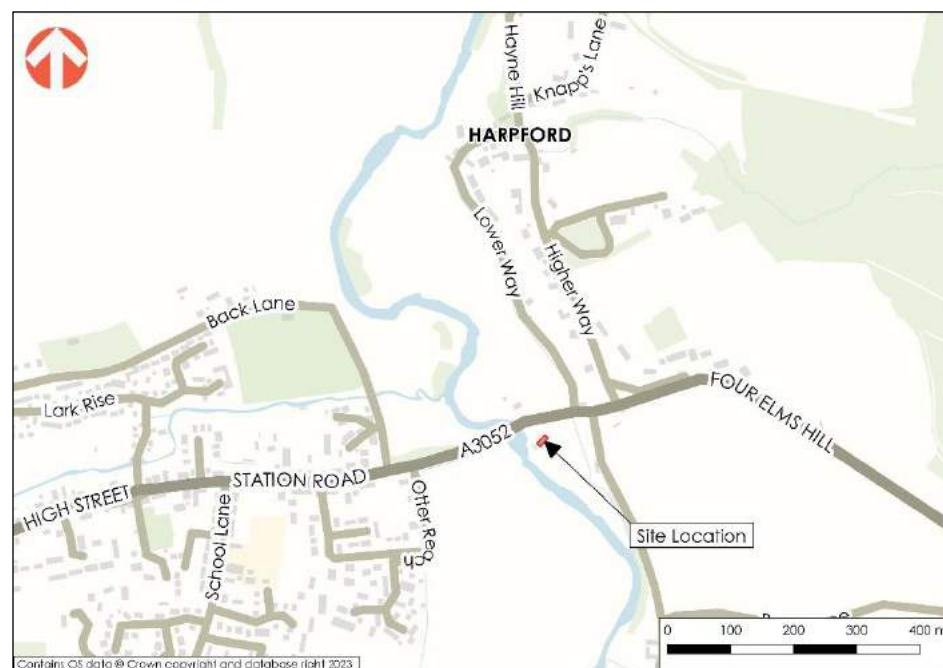 Hayne Hill
Knapp's Lane
HARPFORD
Lower Way
Higher Way
Back Lane
Lark Rise
FOUR ELMS HILL
A3052
STATION ROAD
HIGH STREET
School Lane
Otter Reach
Site Location
0 100 200 300 400 m
Contains OS data © Crown copyright and database right 2023